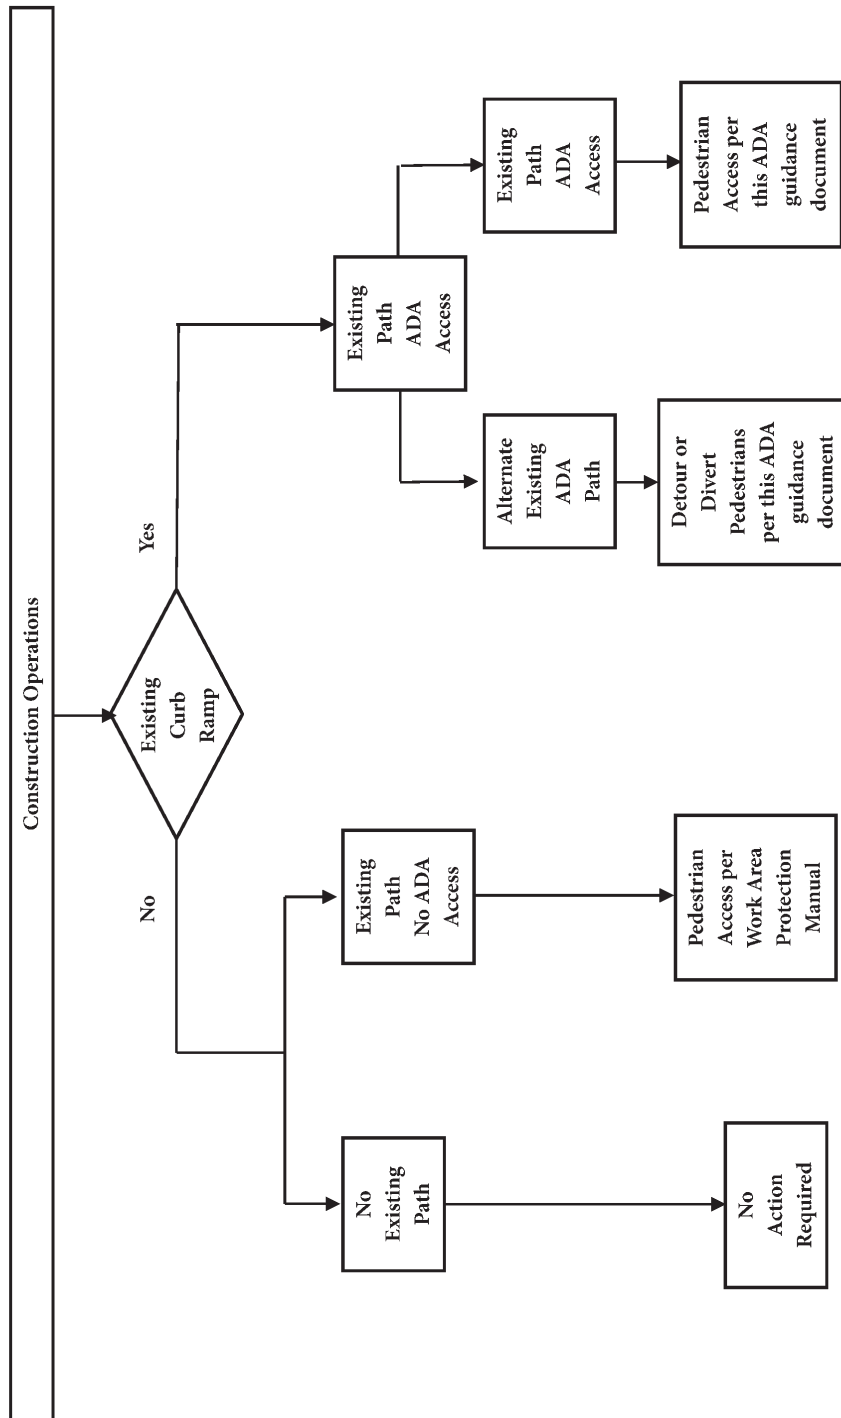 Construction Operations
Existing
Curb
Ramp
No
Yes
No
Existing
Path
Existing
Path
No ADA
Access
Existing
Path
ADA
Access
Alternate
Existing
ADA
Path
Existing
Path
ADA
Access
No
Action
Required
Pedestrian
Access per
Work Area
Protection
Manual
Detour or
Divert
Pedestrians
per this ADA
guidance
document
Pedestrian
Access per
this ADA
guidance
document